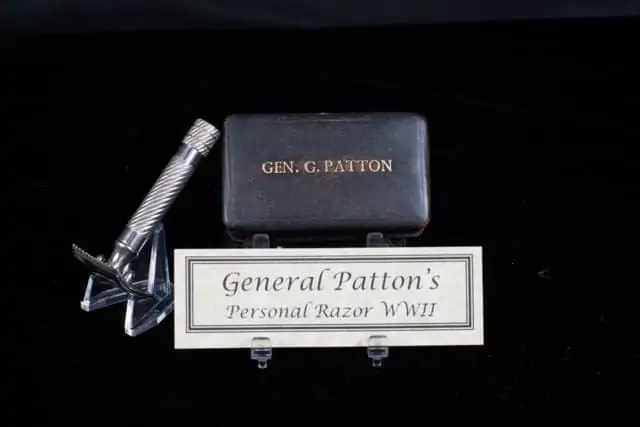 GEN. G. PATTON
General Patton's
Personal Razor WWII